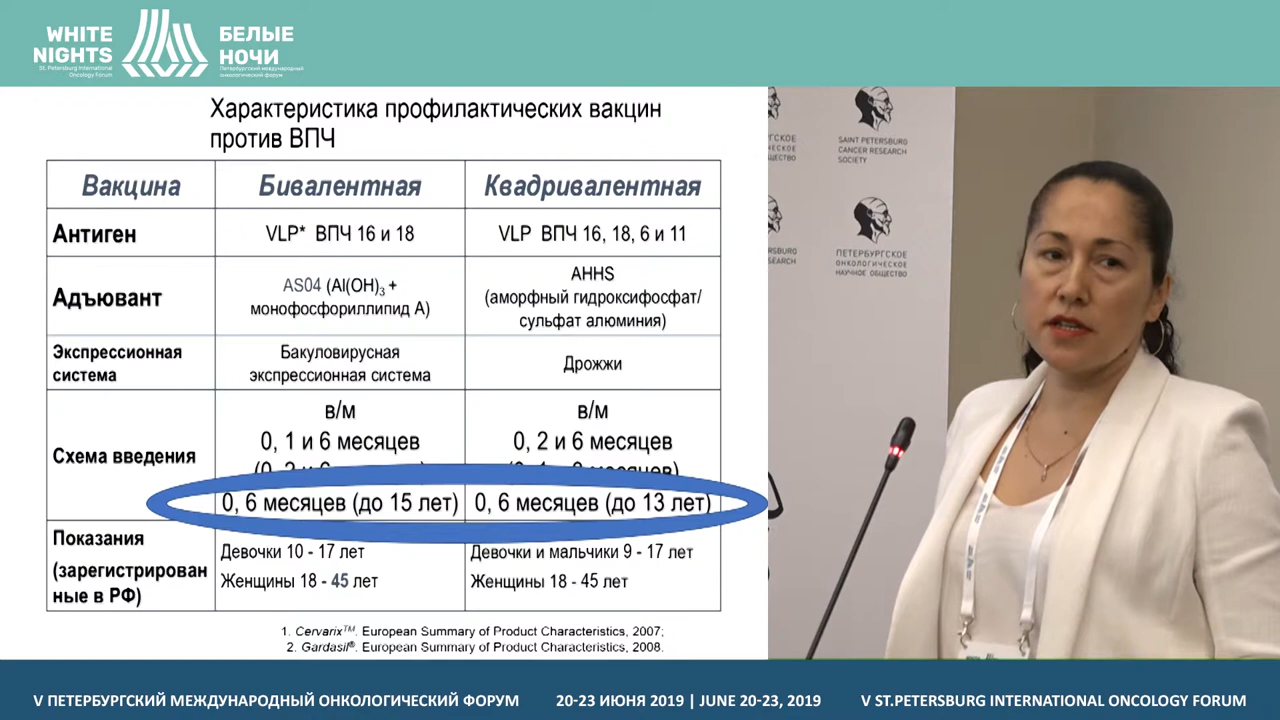 WHITE
NIGHTS
St. Petersburg International
Oncology Forum
БЕЛЫЕ
НОЧИ
Петербургский международный
онкологический форум
Характеристика профилактических вакцин
против ВПЧ
Вакцина
Бивалентная
Квадривалентная
Антиген
VLP* ВПЧ 16 и 18
VLP ВПЧ 16, 18, 6 и 11
Адъювант
AS04 (Al(OH)3 +
монофосфориллипид А)
AHHS
(аморфный гидроксифосфат/
сульфат алюминия)
Экспрессионная
система
Бакуловирусная
экспрессионная система
Дрожжи
Схема введения
в/м
0, 1 и 6 месяцев
0, 6 месяцев (до 15 лет)
в/м
0, 2 и 6 месяцев
0, 6 месяцев (до 13 лет)
Показания
(зарегистрирован
ные в РФ)
Девочки 10 - 17 лет
Женщины 18 - 45 лет
Девочки и мальчики 9 - 17 лет
Женщины 18 - 45 лет
1. Cervarix™. European Summary of Product Characteristics, 2007;
2. Gardasil®. European Summary of Product Characteristics, 2008.
SAINT PETERSBURG
CANCER RESEARCH
SOCIETY
ПЕТЕРБУРГСКОЕ
ОНКОЛОГИЧЕСКОЕ
НАУЧНОЕ ОБЩЕСТВО
V ПЕТЕРБУРГСКИЙ МЕЖДУНАРОДНЫЙ ОНКОЛОГИЧЕСКИЙ ФОРУМ
20-23 ИЮНЯ 2019 | JUNE 20-23, 2019
V ST.PETERSBURG INTERNATIONAL ONCOLOGY FORUM